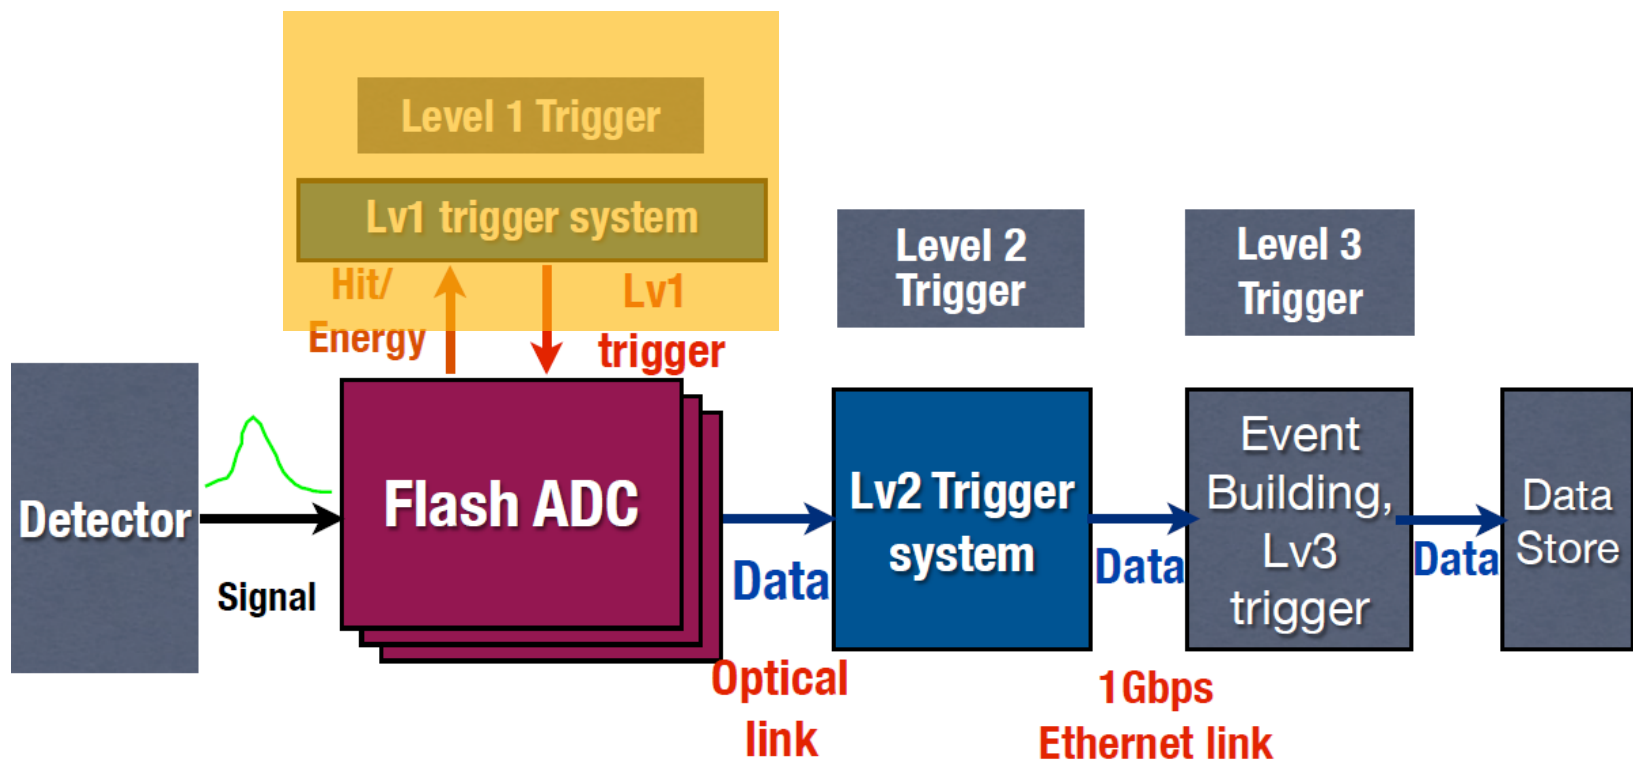 Level 1 Trigger
Lv1 trigger system
Hit/
Energy
Lv1
trigger
Level 2
Trigger
Level 3
Trigger
Detector
Signal
Flash ADC
Data
Optical
link
Lv2 Trigger
system
Data
1Gbps
Ethernet link
Event
Building,
Lv3
trigger
Data
Data
Store